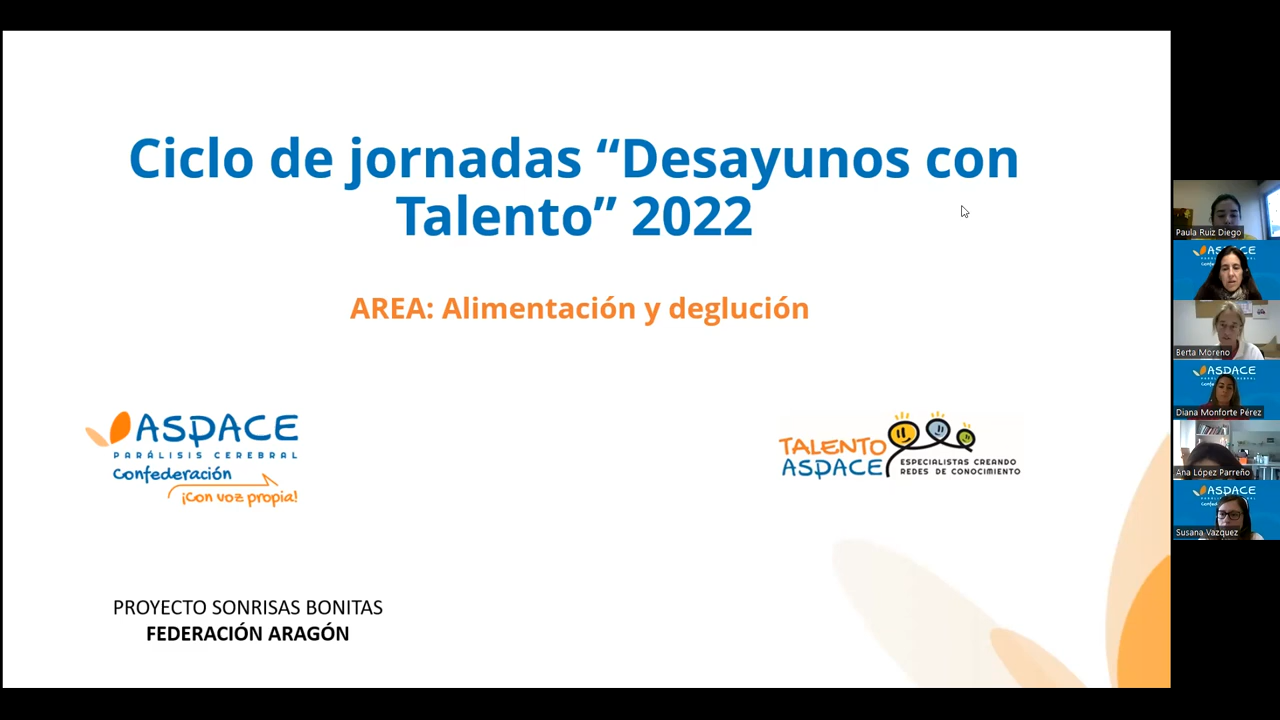 Ciclo de jornadas “Desayunos con
Talento” 2022
AREA: Alimentación y deglución
ASPACE
PARÁLISIS CEREBRAL
Confederación
¡Con voz propia!
TALENTO
ASPACE
ESPECIALISTAS CREANDO
REDES DE CONOCIMIENTO
PROYECTO SONRISAS BONITAS
FEDERACIÓN ARAGÓN
Paula Ruiz Diego
ASPACE
Berta Moreno
ASPACE
Diana Monforte Pérez
Ana López Parreño
ASPACE
Susana Vazquez